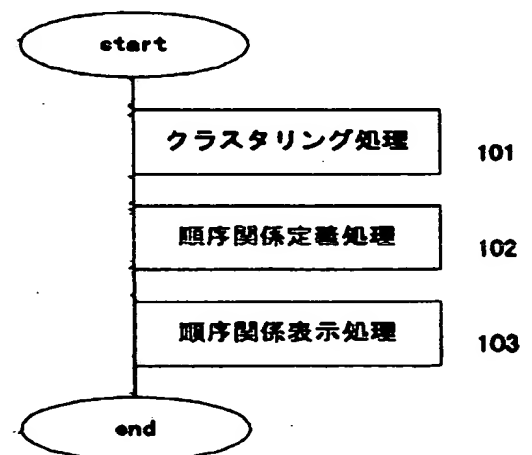 start
クラスタリング処理
101
順序関係定義処理
102
順序関係表示処理
103
end